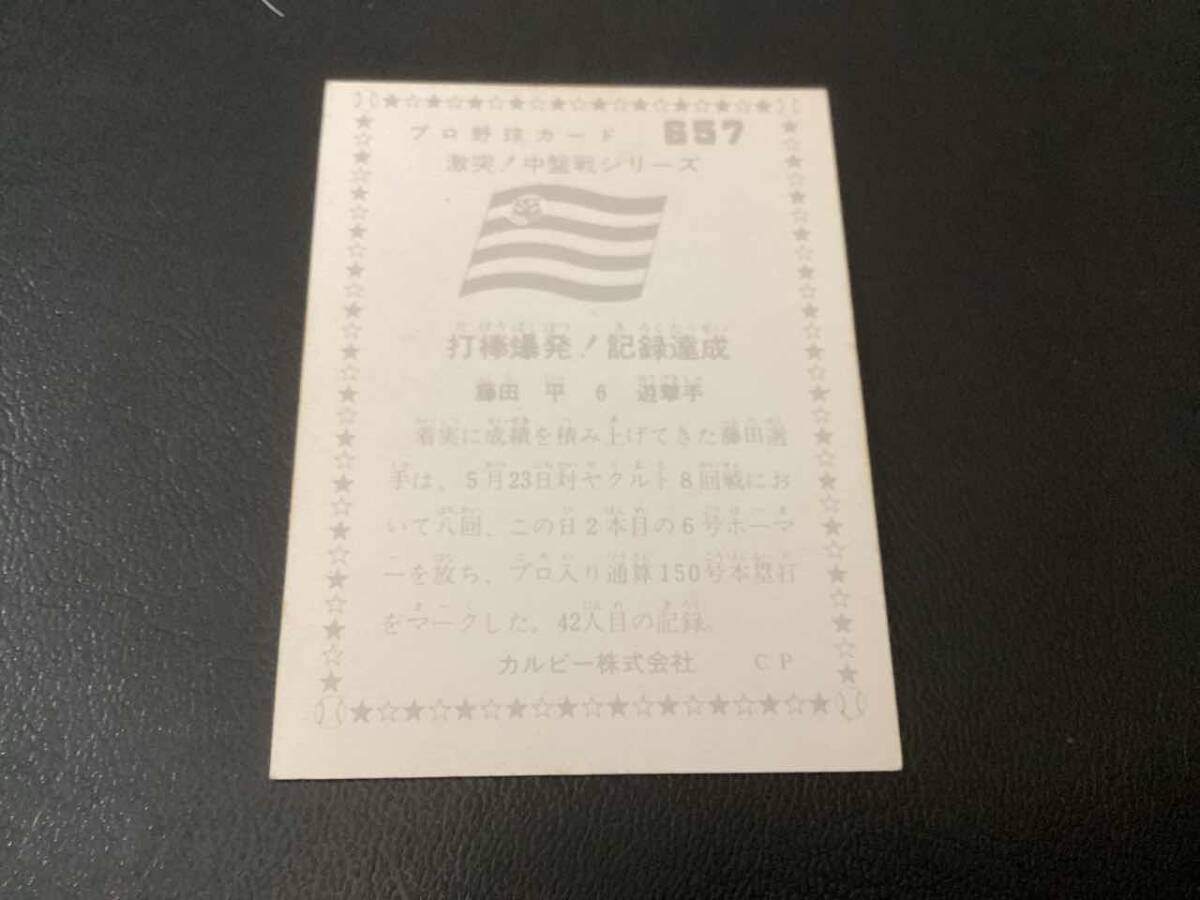 プロ野球カード 657
激突!中盤戦シリーズ
打棒爆発!記録達成
藤田 平 6 遊撃手
着実に成績を積み上げてきた藤田選
手は、5月23日対ヤクルト8回戦にお
いて八回、この日2本目の6号ホーマ
ーを放ち、プロ入り通算150号本塁打
をマークした。42人目の記録。
カルビー株式会社 CP